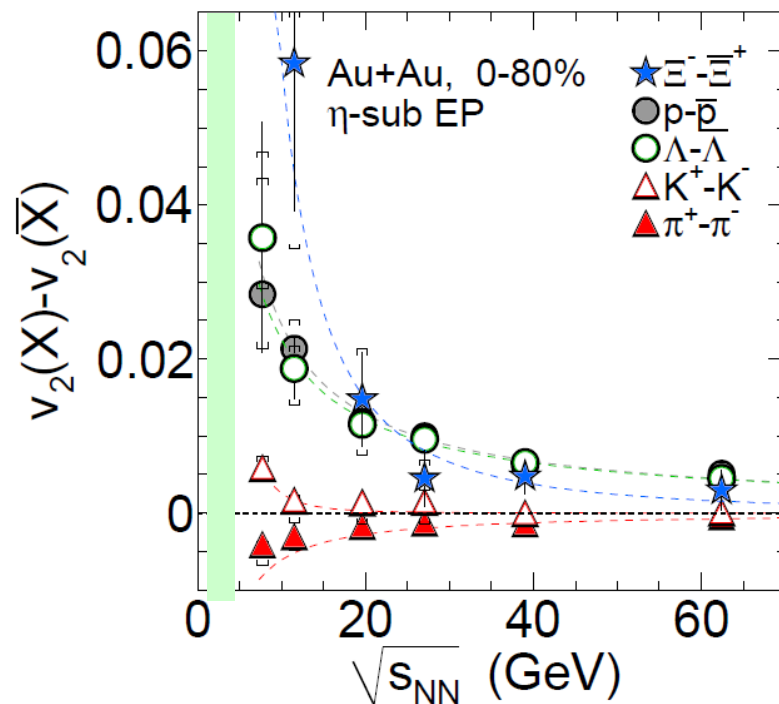 Au+Au, 0-80%
η-sub EP
Ξ⁻-Ξ̅⁺
p-p̅
Λ-Λ̅
K⁺-K⁻
π⁺-π⁻
v₂(X)-v₂(X̅)
0.06
0.04
0.02
0
0 20 40 60
√s_NN (GeV)